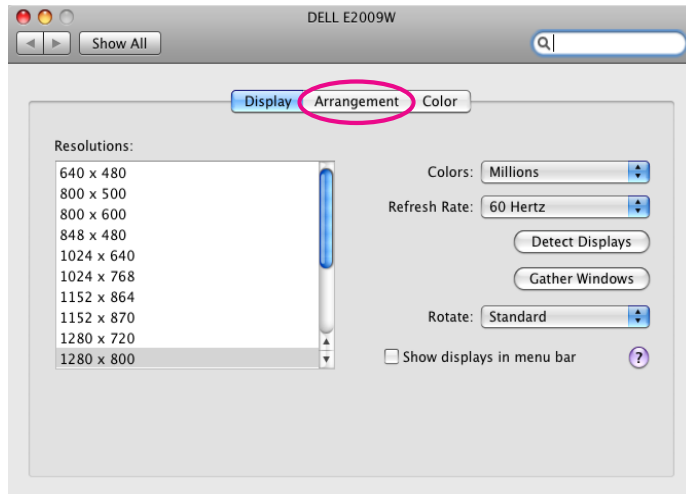 DELL E2009W
Show All
Display Arrangement Color
Resolutions:
640 x 480
800 x 500
800 x 600
848 x 480
1024 x 640
1024 x 768
1152 x 864
1152 x 870
1280 x 720
1280 x 800
Colors: Millions
Refresh Rate: 60 Hertz
Detect Displays
Gather Windows
Rotate: Standard
Show displays in menu bar ?